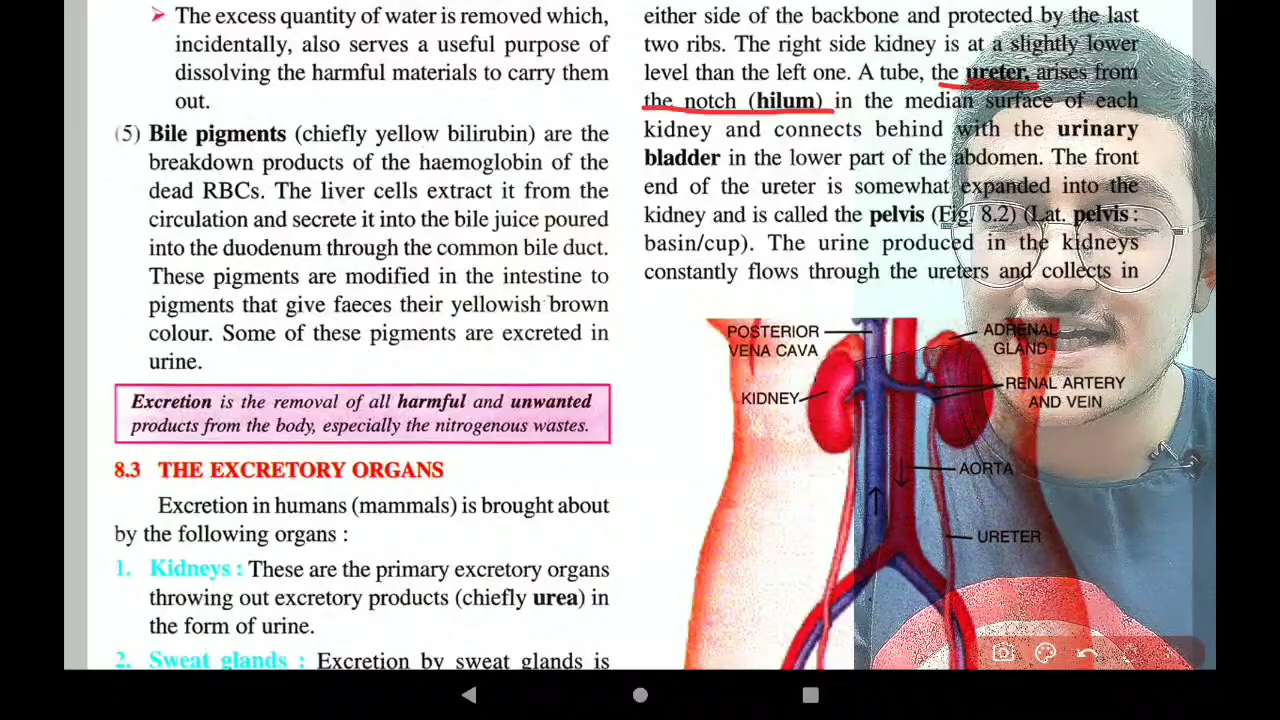 ➤ The excess quantity of water is removed which,
incidentally, also serves a useful purpose of
dissolving the harmful materials to carry them
out.
(5) Bile pigments (chiefly yellow bilirubin) are the
breakdown products of the haemoglobin of the
dead RBCs. The liver cells extract it from the
circulation and secrete it into the bile juice poured
into the duodenum through the common bile duct.
These pigments are modified in the intestine to
pigments that give faeces their yellowish brown
colour. Some of these pigments are excreted in
urine.
Excretion is the removal of all harmful and unwanted
products from the body, especially the nitrogenous wastes.
8.3 THE EXCRETORY ORGANS
Excretion in humans (mammals) is brought about
by the following organs :
1. Kidneys : These are the primary excretory organs
throwing out excretory products (chiefly urea) in
the form of urine.
2. Sweat glands : Excretion by sweat glands is
either side of the backbone and protected by the last
two ribs. The right side kidney is at a slightly lower
level than the left one. A tube, the ureter, arises from
the notch (hilum) in the median surface of each
kidney and connects behind with the urinary
bladder in the lower part of the abdomen. The front
end of the ureter is somewhat expanded into the
kidney and is called the pelvis (Fig. 8.2) (Lat. pelvis :
basin/cup). The urine produced in the kidneys
constantly flows through the ureters and collects in
POSTERIOR
VENA CAVA
KIDNEY
ADRENAL
GLAND
RENAL ARTERY
AND VEIN
AORTA
URETER